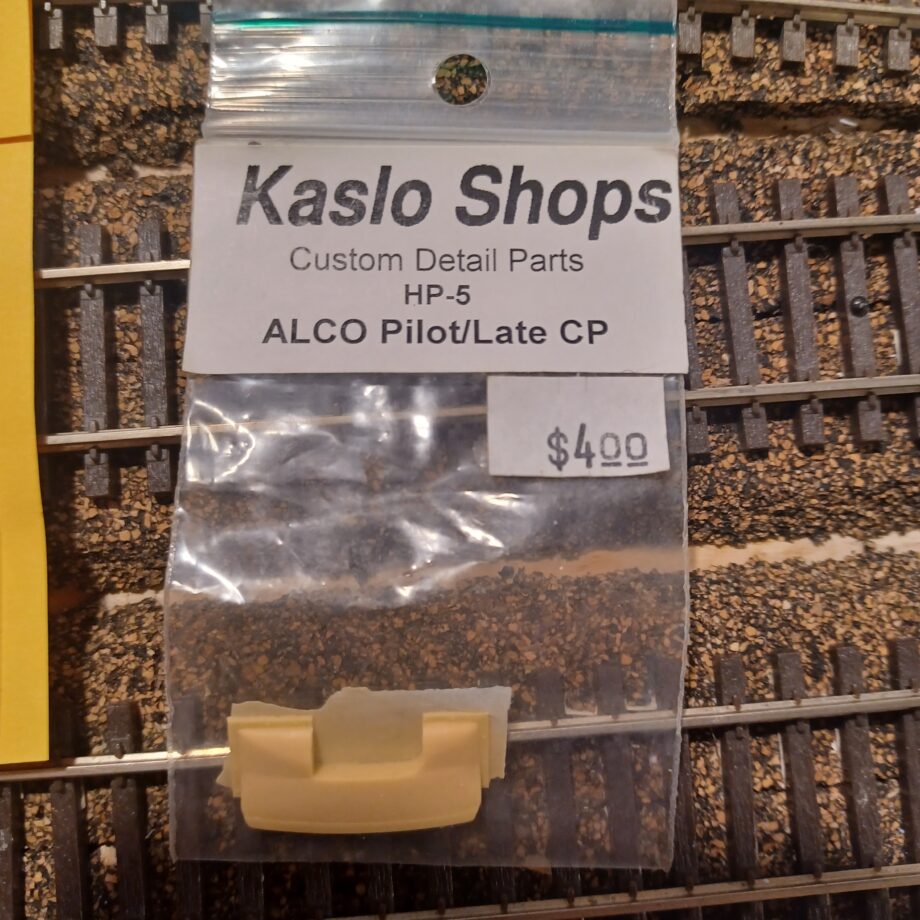 Kaslo Shops
Custom Detail Parts
HP-5
ALCO Pilot/Late CP
$4.00